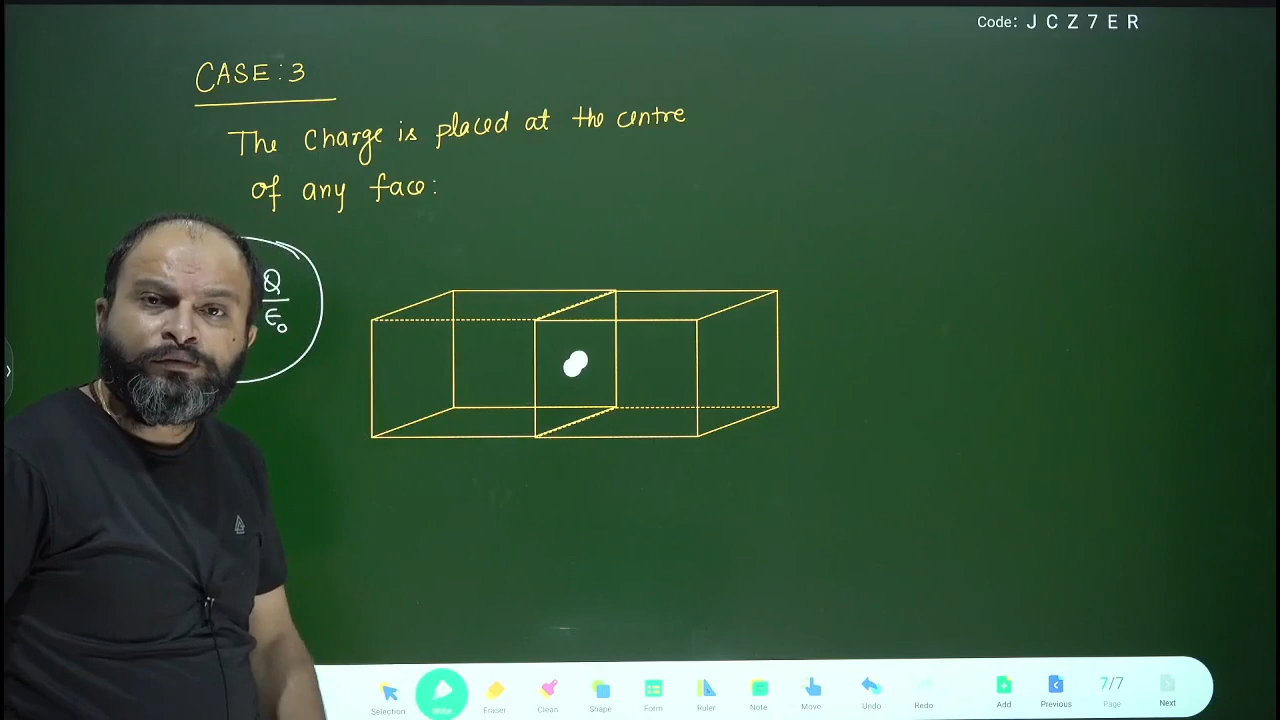 Code: J C Z 7 E R
CASE: 3
The Charge is placed at the centre
of any face:
Q
ε₀
Selection
Write
Eraser
Clean
Shape
Form
Ruler
Note
Move
Undo
Redo
Add
Previous
7/7
Page
Next